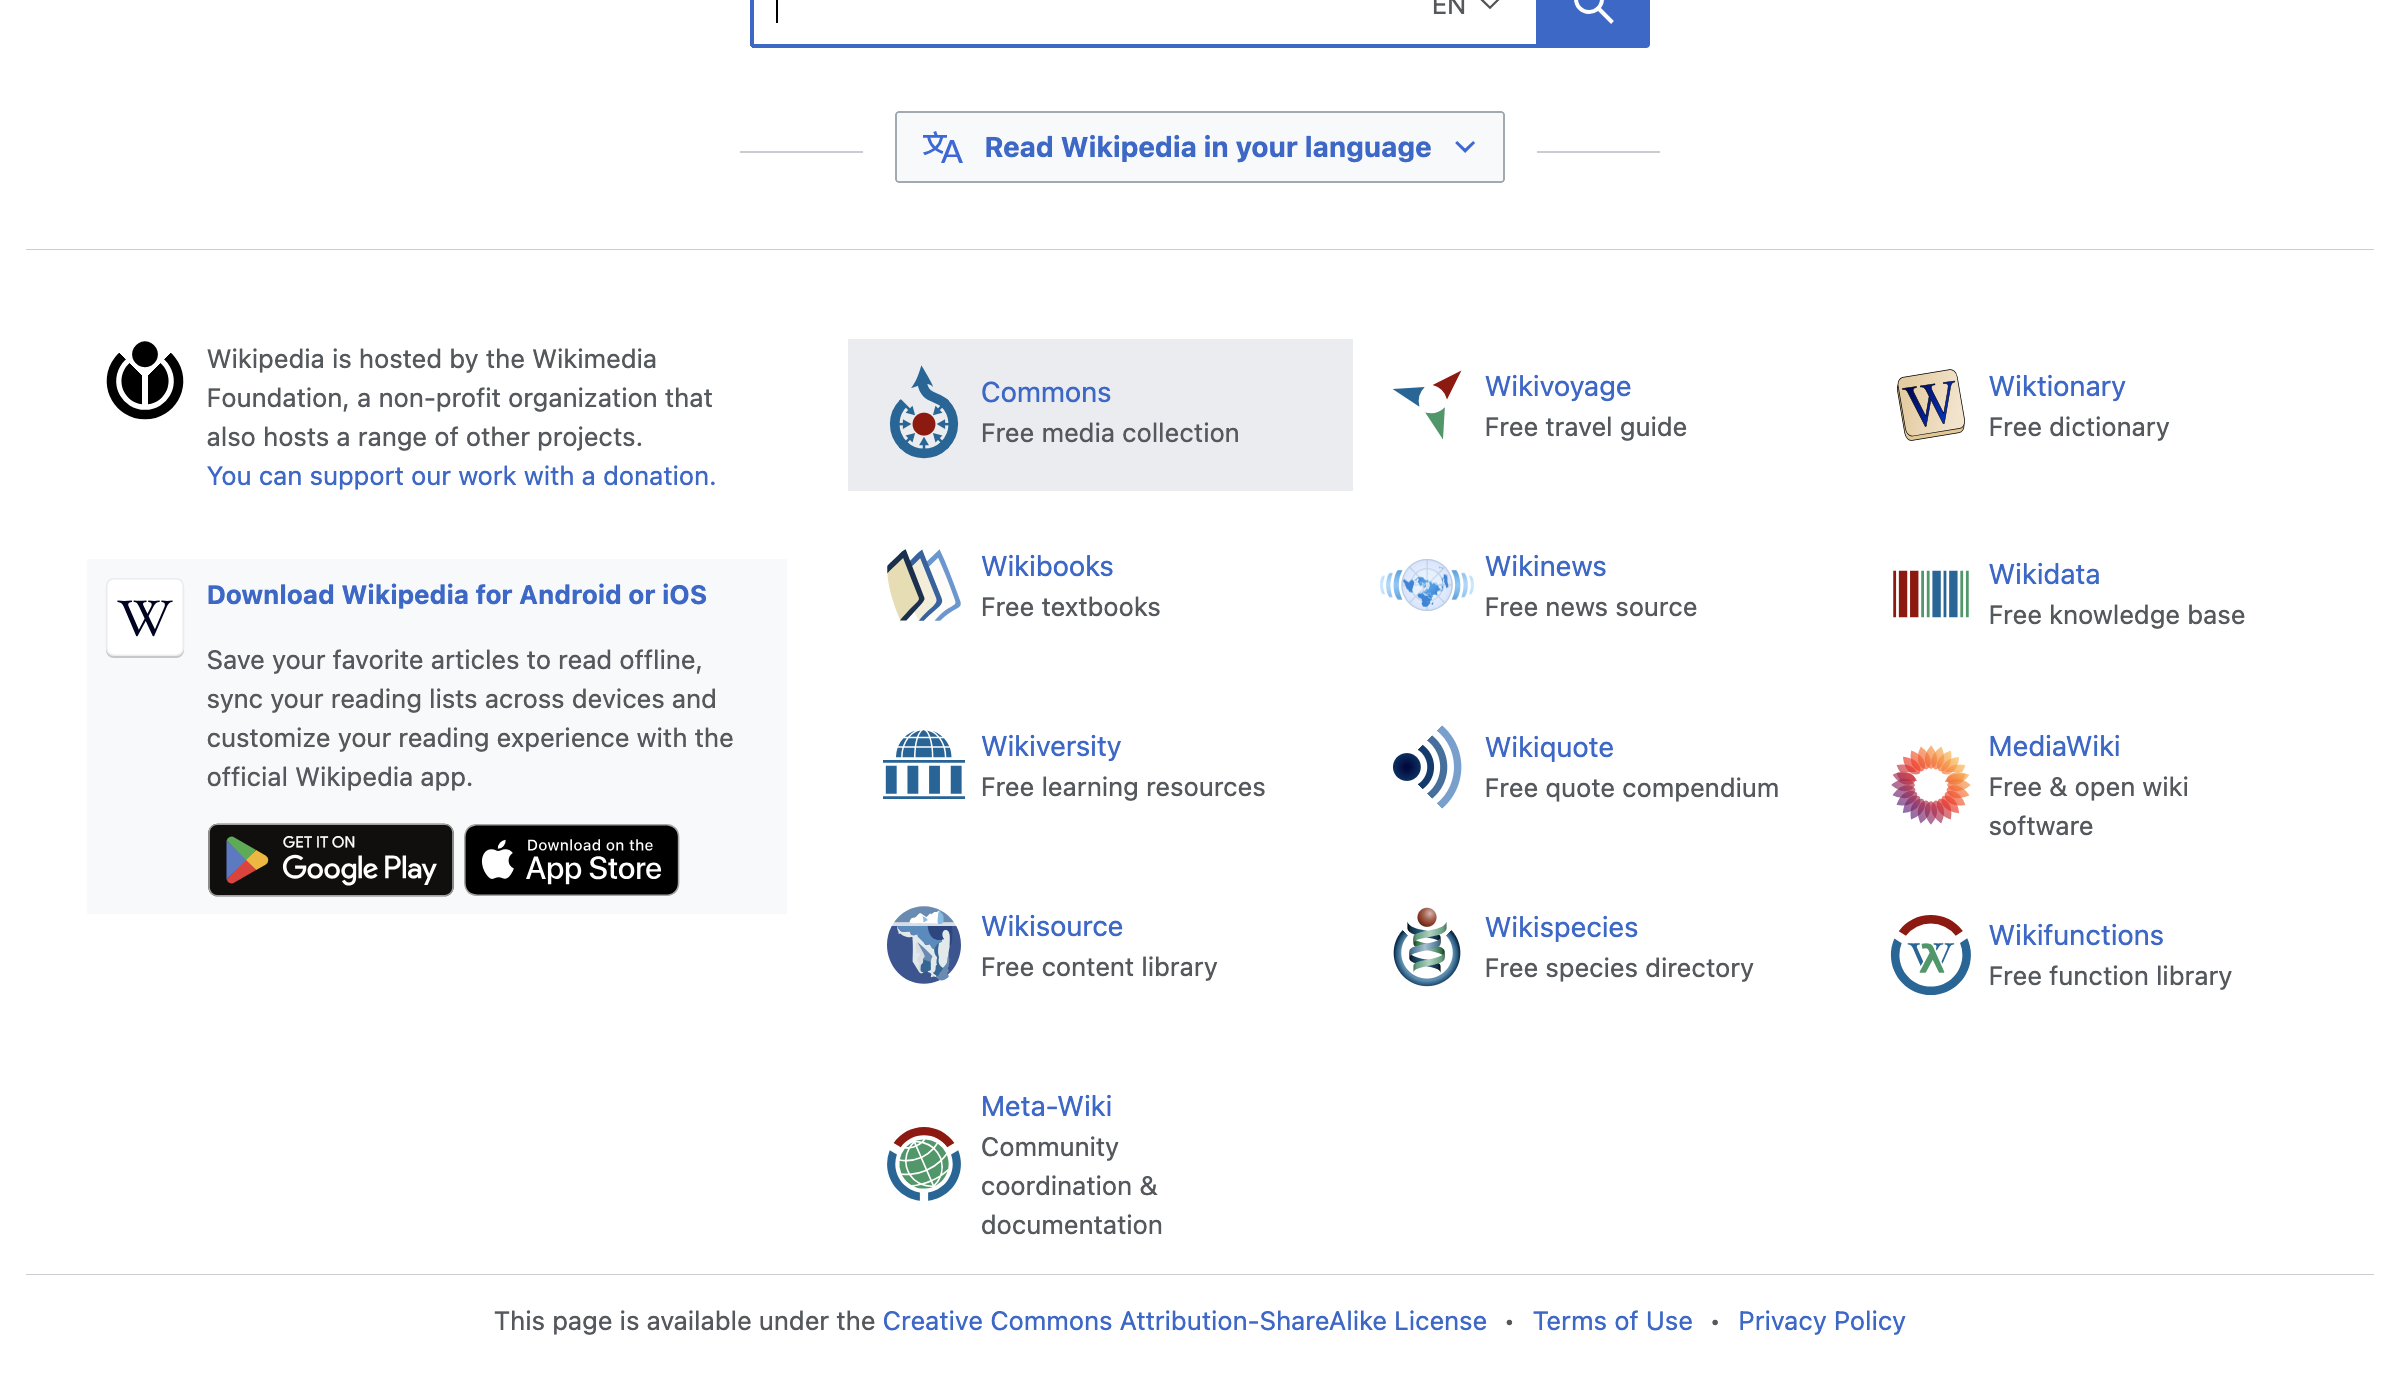 EN
Read Wikipedia in your language
Wikipedia is hosted by the Wikimedia
Foundation, a non-profit organization that
also hosts a range of other projects.
You can support our work with a donation.
W
Download Wikipedia for Android or iOS
Save your favorite articles to read offline,
sync your reading lists across devices and
customize your reading experience with the
official Wikipedia app.
GET IT ON
Google Play
Download on the
App Store
Commons
Free media collection
Wikivoyage
Free travel guide
W
Wiktionary
Free dictionary
Wikibooks
Free textbooks
Wikinews
Free news source
Wikidata
Free knowledge base
Wikiversity
Free learning resources
Wikiquote
Free quote compendium
MediaWiki
Free & open wiki
software
Wikisource
Free content library
Wikispecies
Free species directory
Wikifunctions
Free function library
Meta-Wiki
Community
coordination &
documentation
This page is available under the Creative Commons Attribution-ShareAlike License • Terms of Use • Privacy Policy